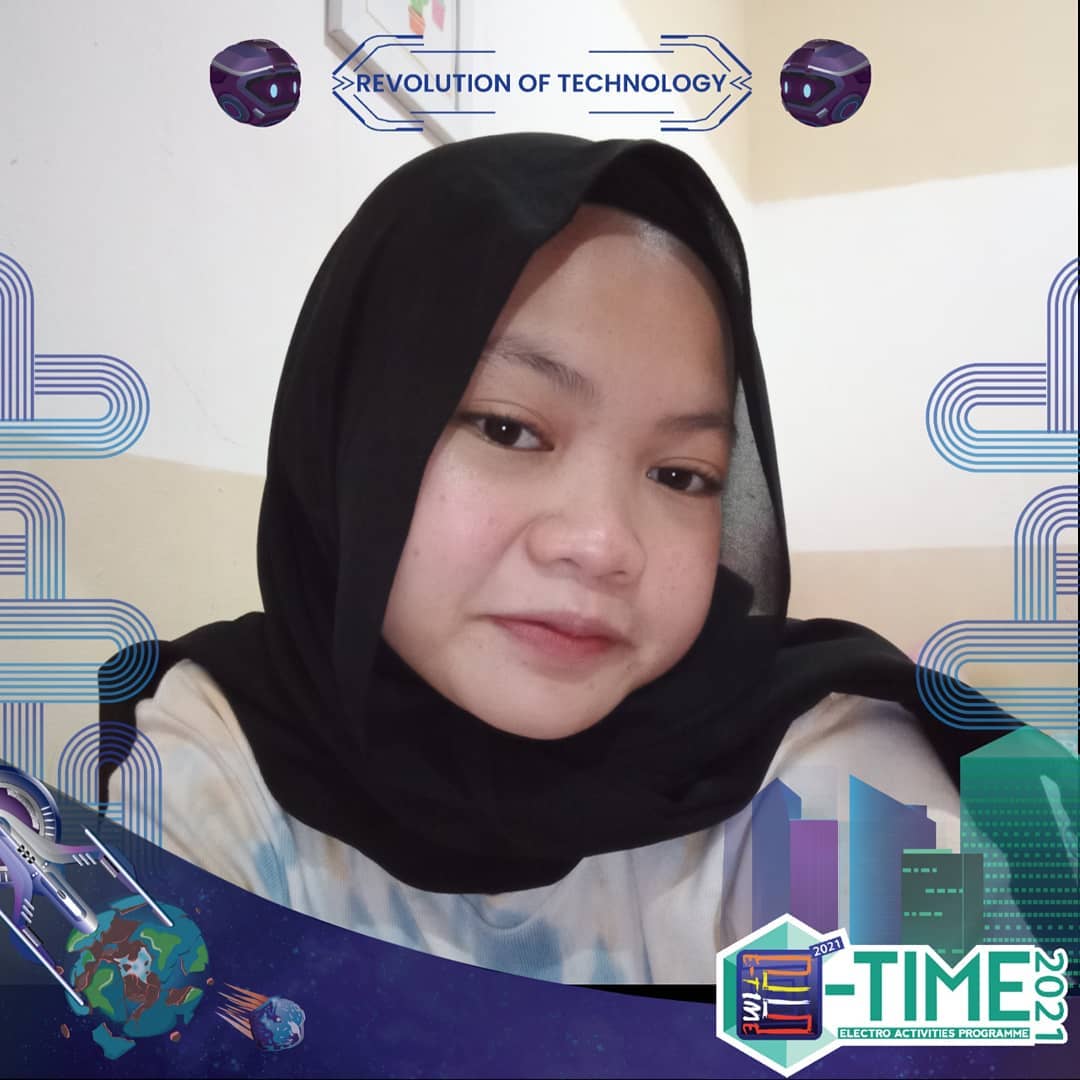 REVOLUTION OF TECHNOLOGY
2021
E-TIME
-TIME
2021
ELECTRO ACTIVITIES PROGRAMME